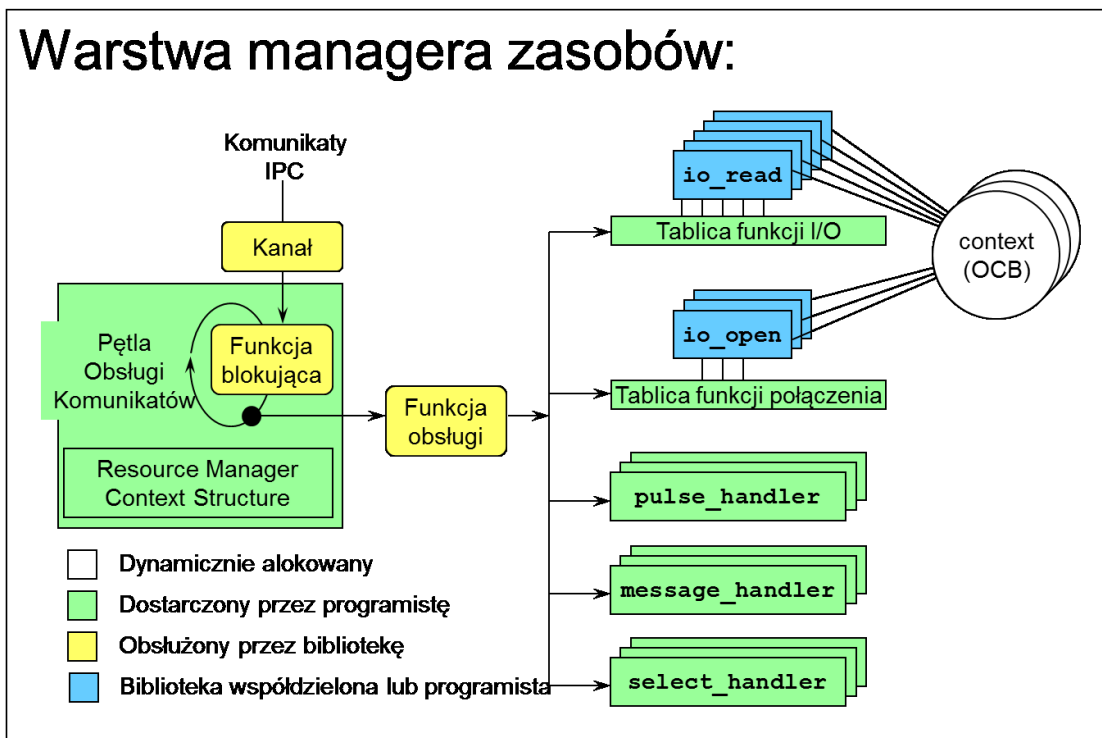 Warstwa managera zasobów:
Komunikaty
IPC
Kanał
Pętla
Obsługi
Komunikatów
Funkcja
blokująca
Resource Manager
Context Structure
Funkcja
obsługi
io_read
Tablica funkcji I/O
io_open
Tablica funkcji połączenia
context
(OCB)
pulse_handler
message_handler
select_handler
Dynamicznie alokowany
Dostarczony przez programistę
Obsłużony przez bibliotekę
Biblioteka współdzielona lub programista